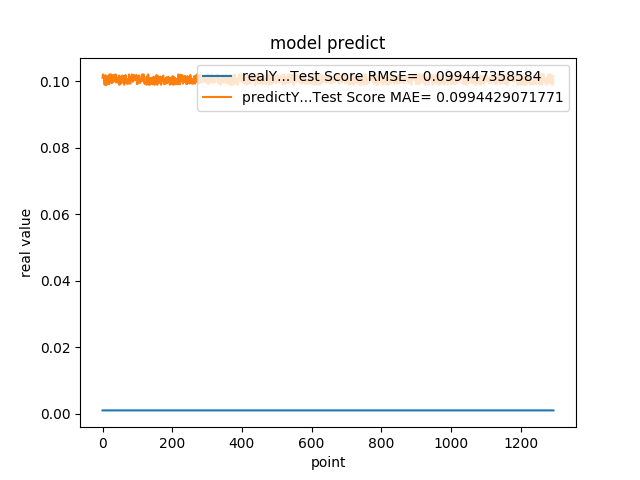 model predict
realY...Test Score RMSE= 0.099447358584
predictY...Test Score MAE= 0.0994429071771
0.10
0.08
0.06
0.04
0.02
0.00
real value
0 200 400 600 800 1000 1200
point